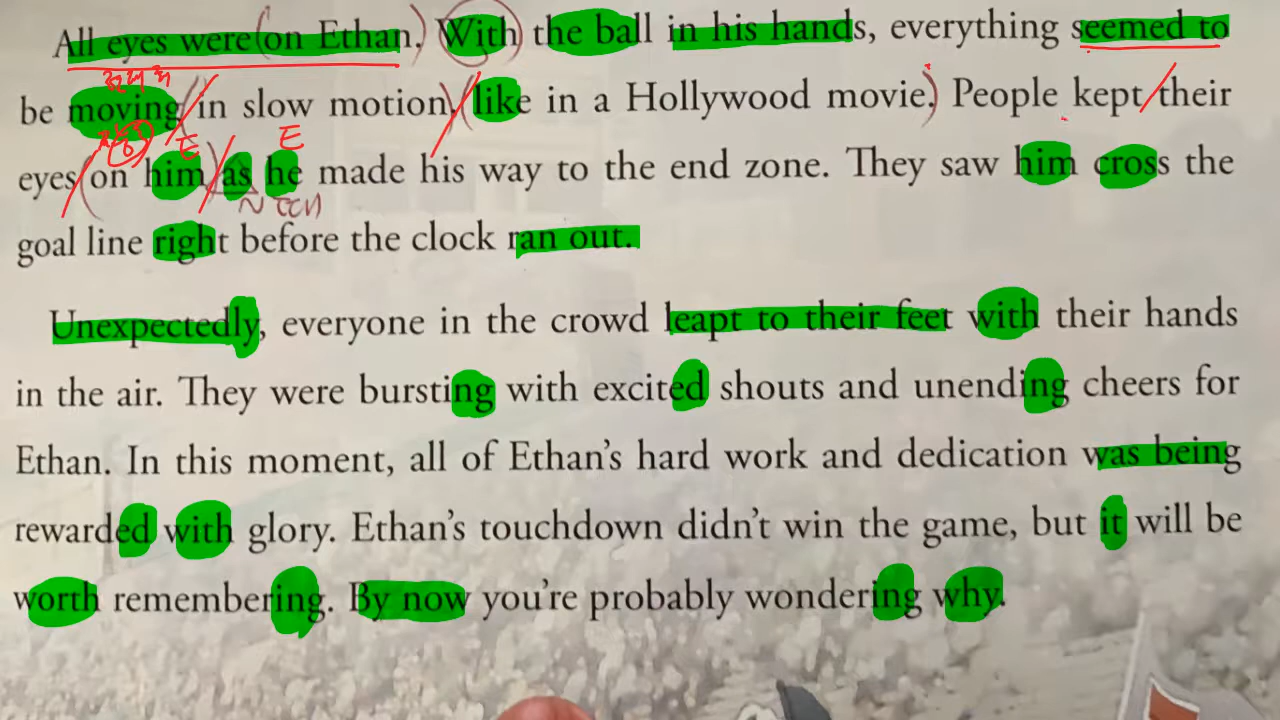 All eyes were (on Ethan.) (With) the ball in his hands, everything seemed to
be moving/(in slow motion,/(like in a Hollywood movie.) People kept/their
E
E
eyes/(on him)/as he made his way to the end zone. They saw him cross the
N
goal line right before the clock ran out.
Unexpectedly, everyone in the crowd leapt to their feet with their hands
in the air. They were bursting with excited shouts and unending cheers for
Ethan. In this moment, all of Ethan's hard work and dedication was being
rewarded with glory. Ethan's touchdown didn't win the game, but it will be
worth remembering. By now you're probably wondering why.